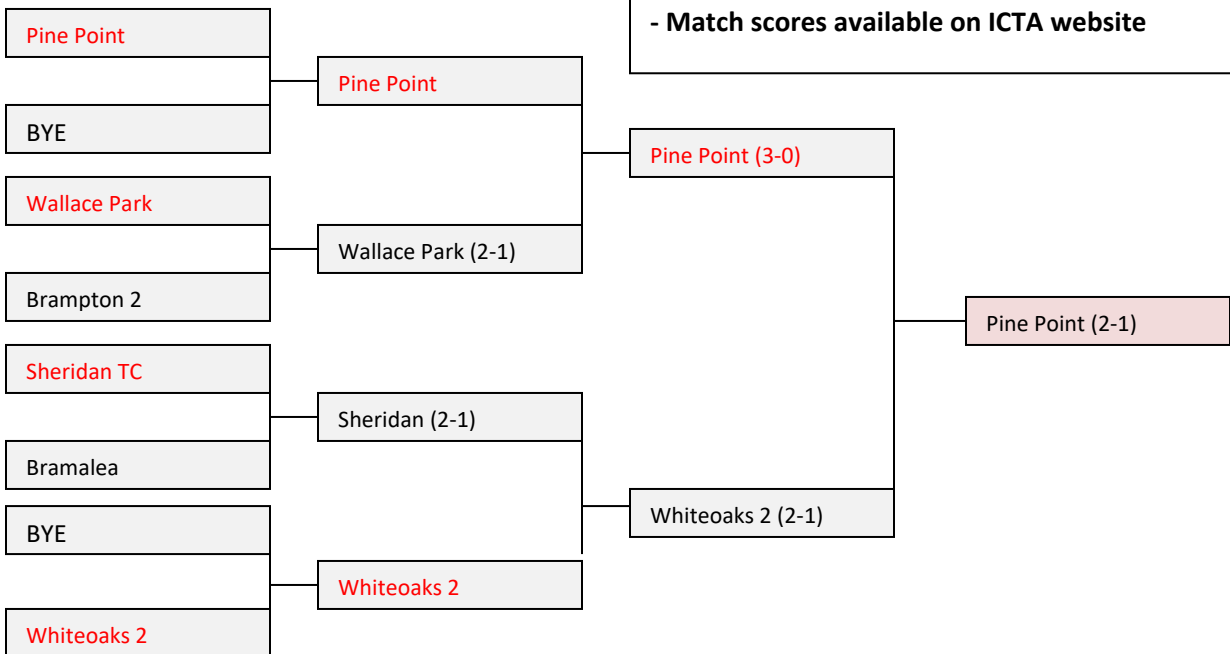 - Match scores available on ICTA website
Pine Point
BYE
Wallace Park
Brampton 2
Sheridan TC
Bramalea
BYE
Whiteoaks 2
Pine Point
Wallace Park (2-1)
Sheridan (2-1)
Whiteoaks 2
Pine Point (3-0)
Whiteoaks 2 (2-1)
Pine Point (2-1)